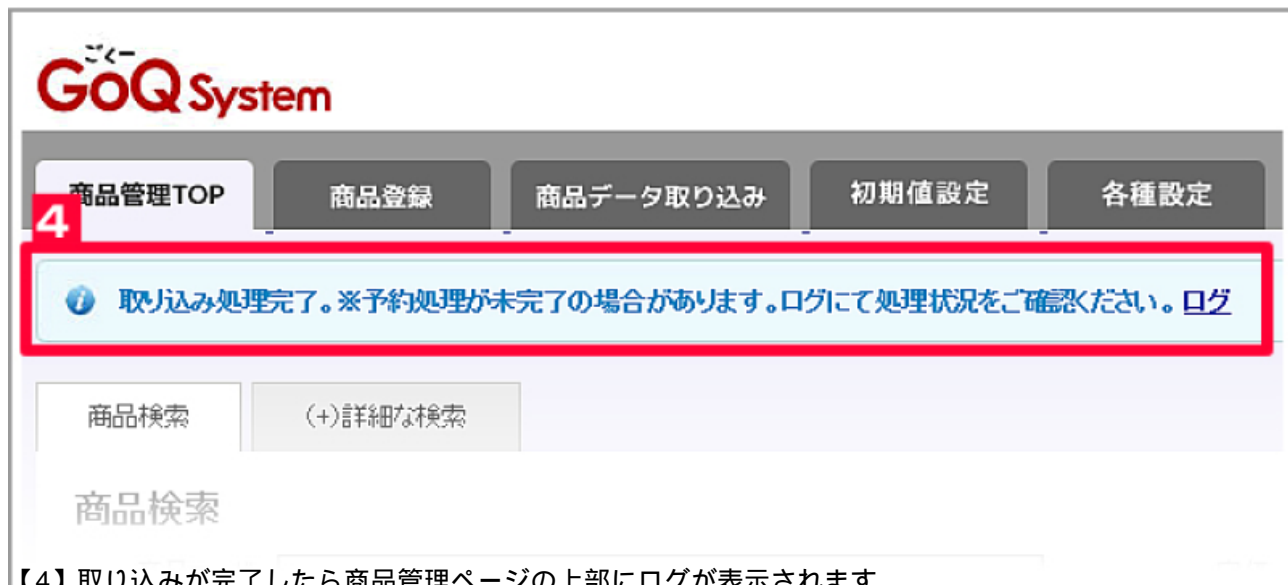 ごくー
GoQ System
商品管理TOP 商品登録 商品データ取り込み 初期値設定 各種設定
4
取り込み処理完了。※予約処理が未完了の場合があります。ログにて処理状況をご確認ください。ログ
商品検索 (+)詳細な検索
商品検索
【4】取り込みが完了したら商品管理ページの上部にログが表示されます